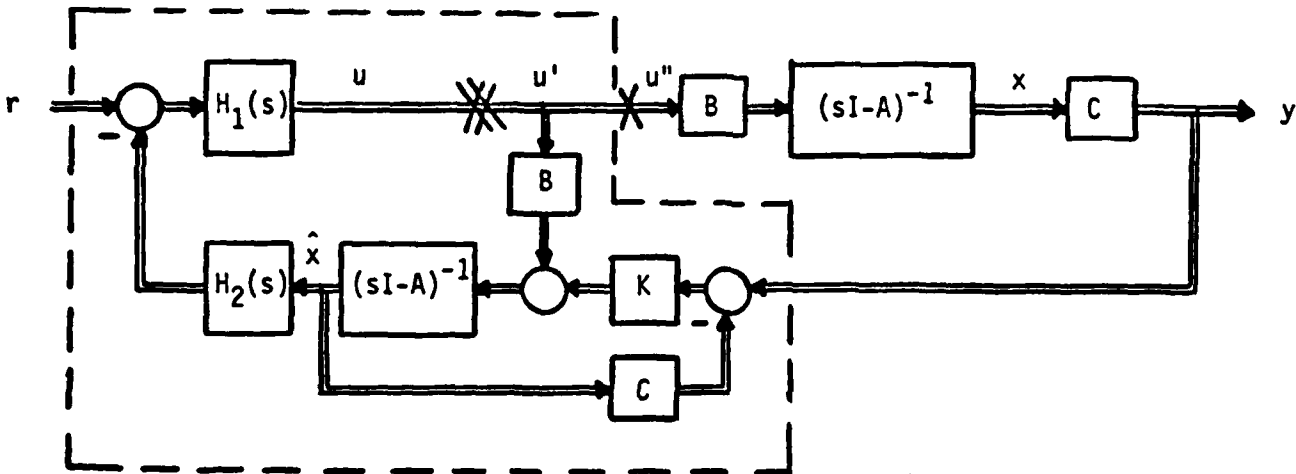 r
-
H₁(s)
u
u'
u"
B
(sI-A)⁻¹
x
C
y
B
H₂(s)
x̂
(sI-A)⁻¹
K
-
C